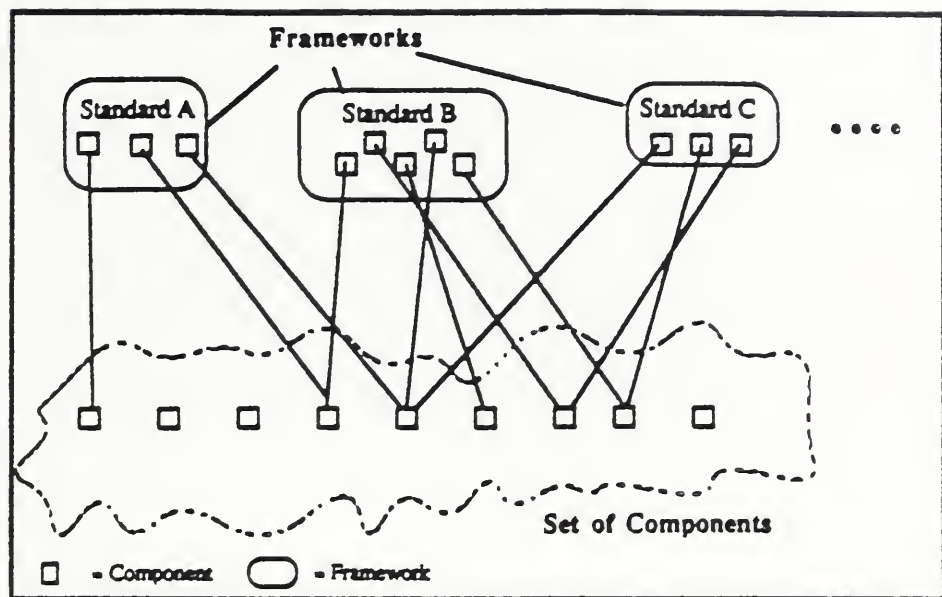 Frameworks
Standard A
Standard B
Standard C
Set of Components
= Component
= Framework